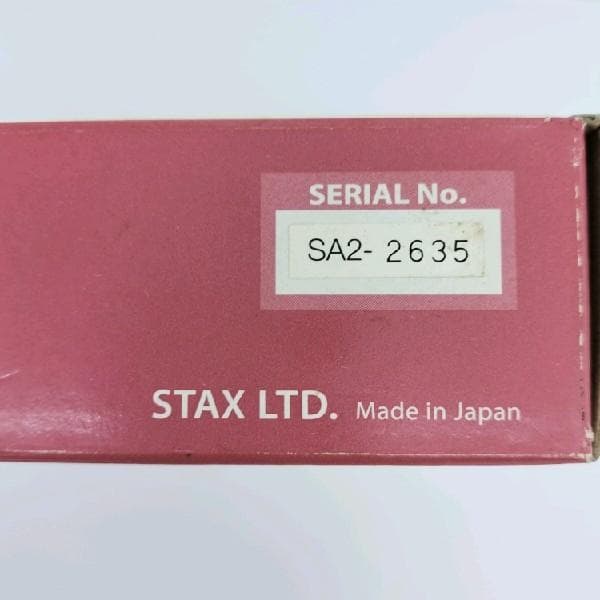 SERIAL No.
SA2- 2635
STAX LTD. Made in Japan